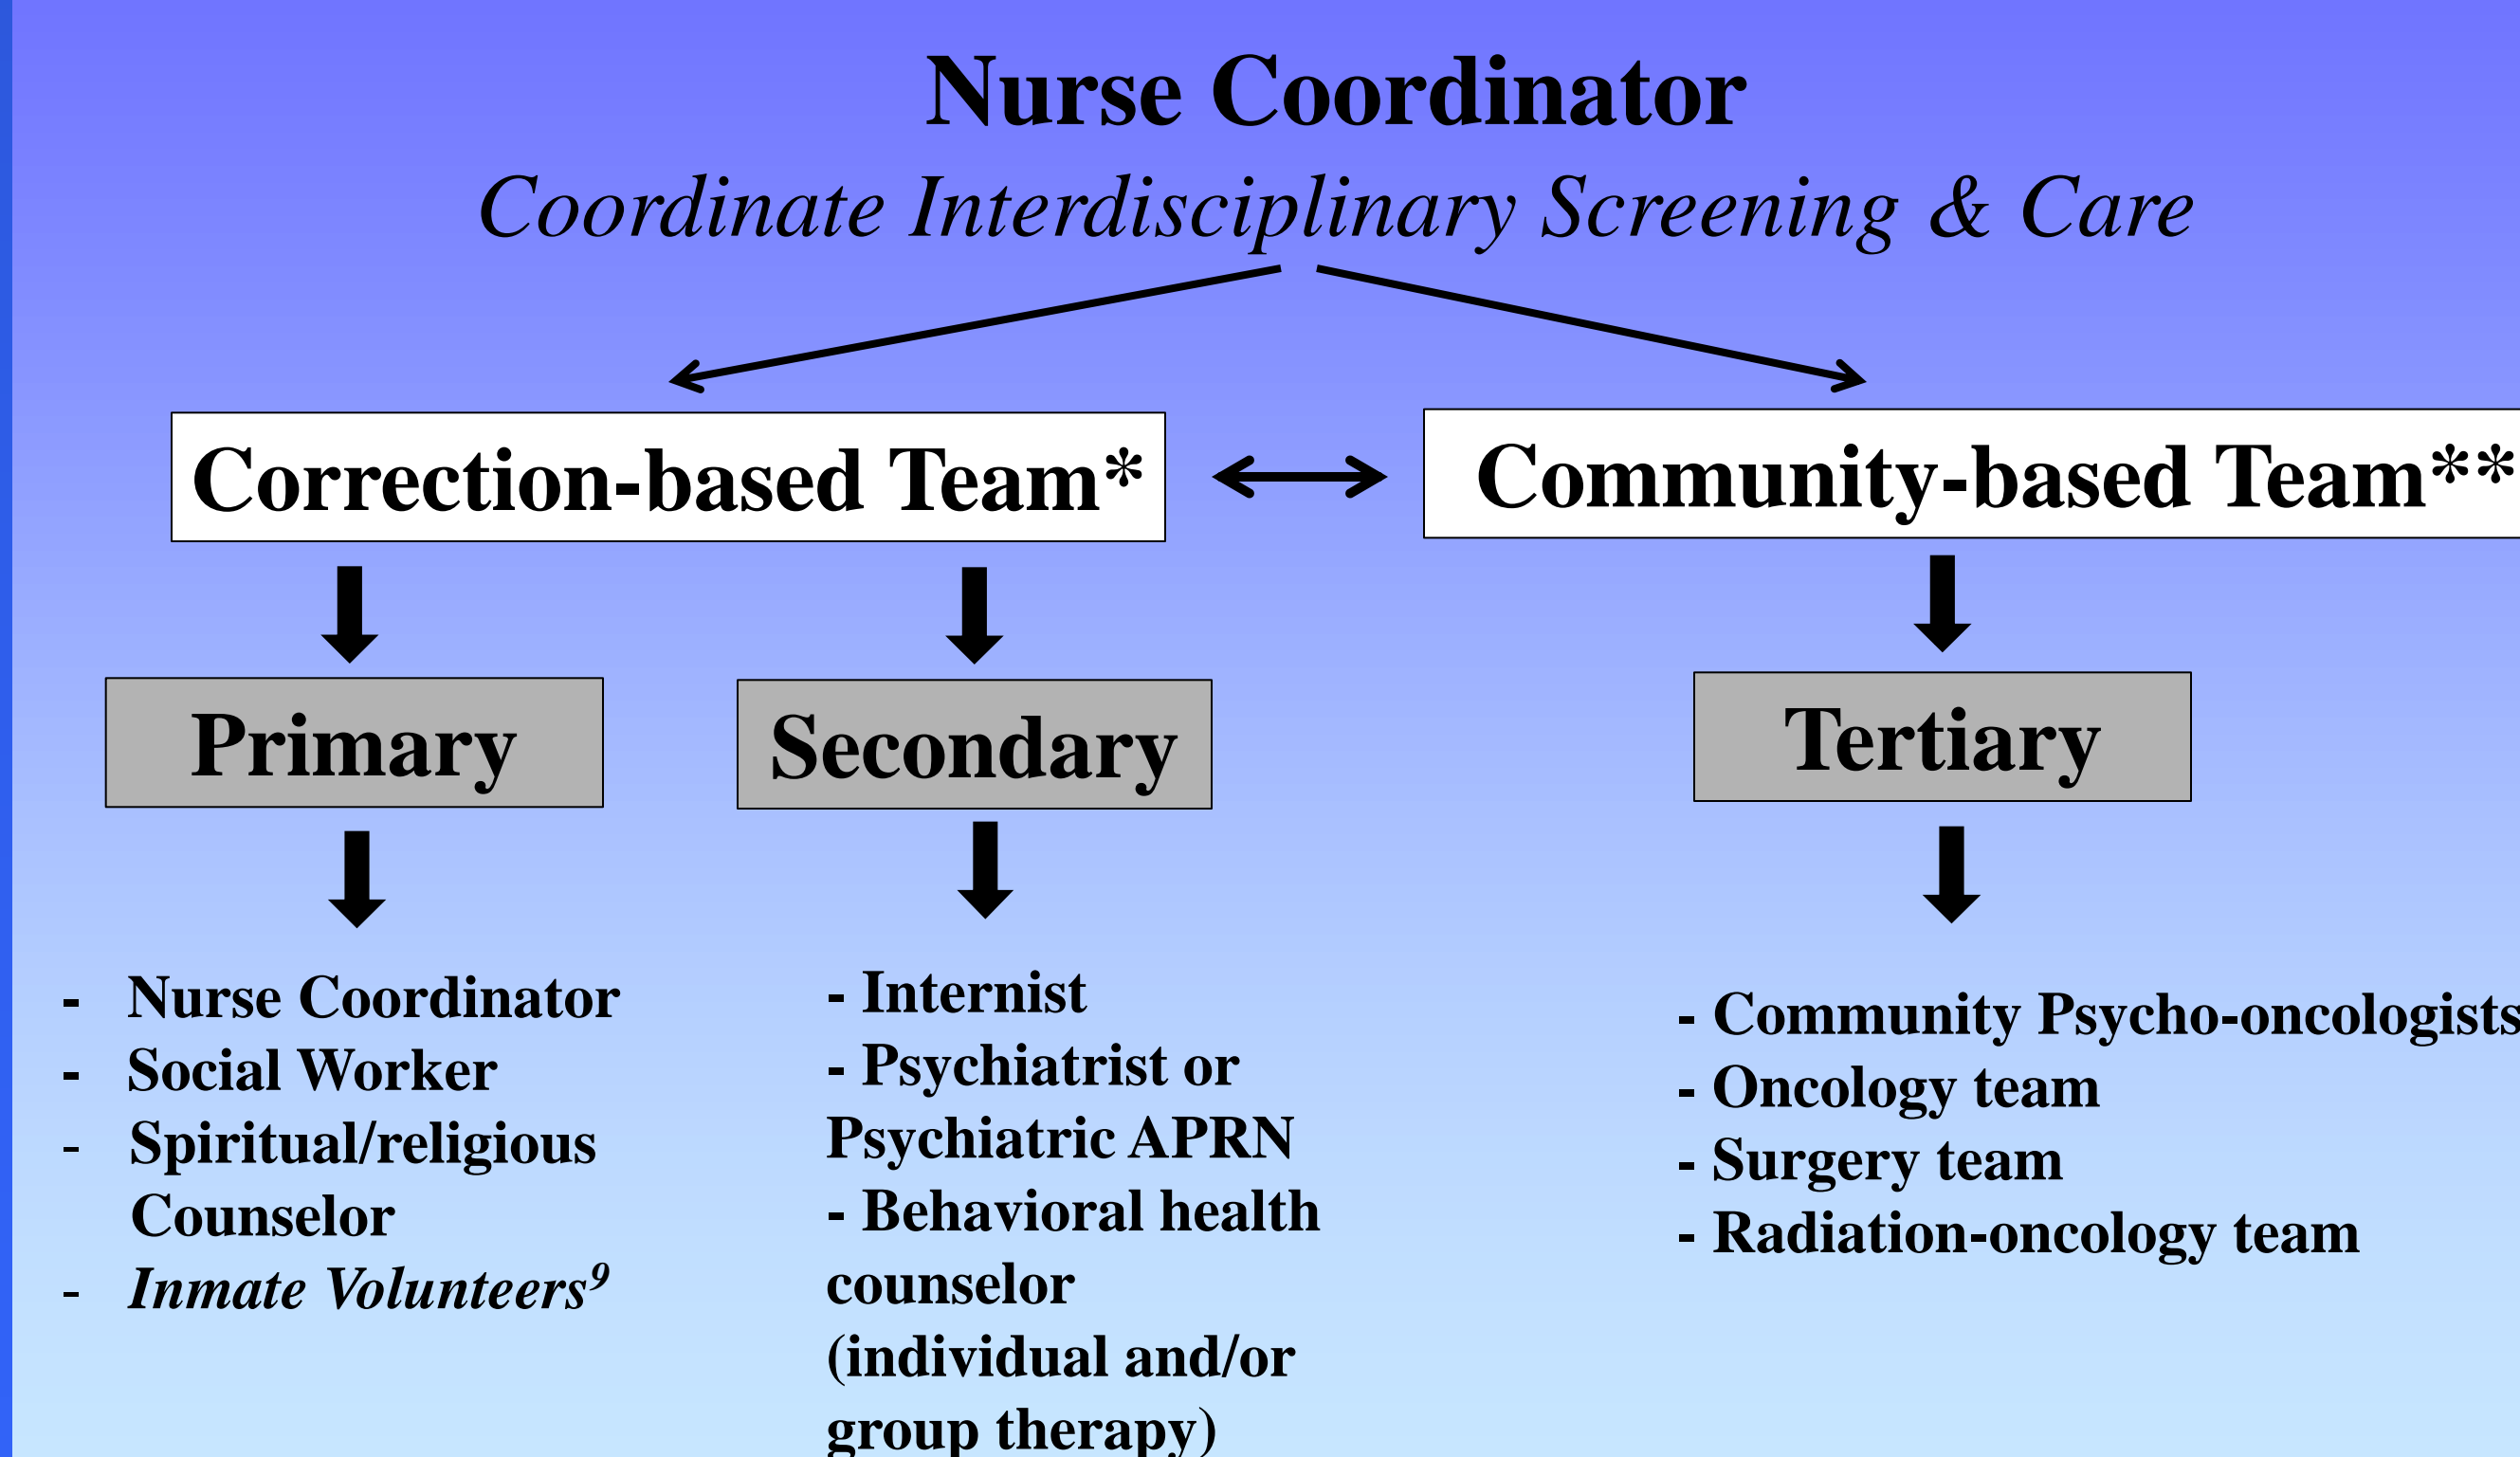 Nurse Coordinator
Coordinate Interdisciplinary Screening & Care
Correction-based Team*
Community-based Team**
Primary
Secondary
Tertiary
- Nurse Coordinator
- Social Worker
- Spiritual/religious
Counselor
- Inmate Volunteers⁹
- Internist
- Psychiatrist or
Psychiatric APRN
- Behavioral health
counselor
(individual and/or
group therapy)
- Community Psycho-oncologists
- Oncology team
- Surgery team
- Radiation-oncology team